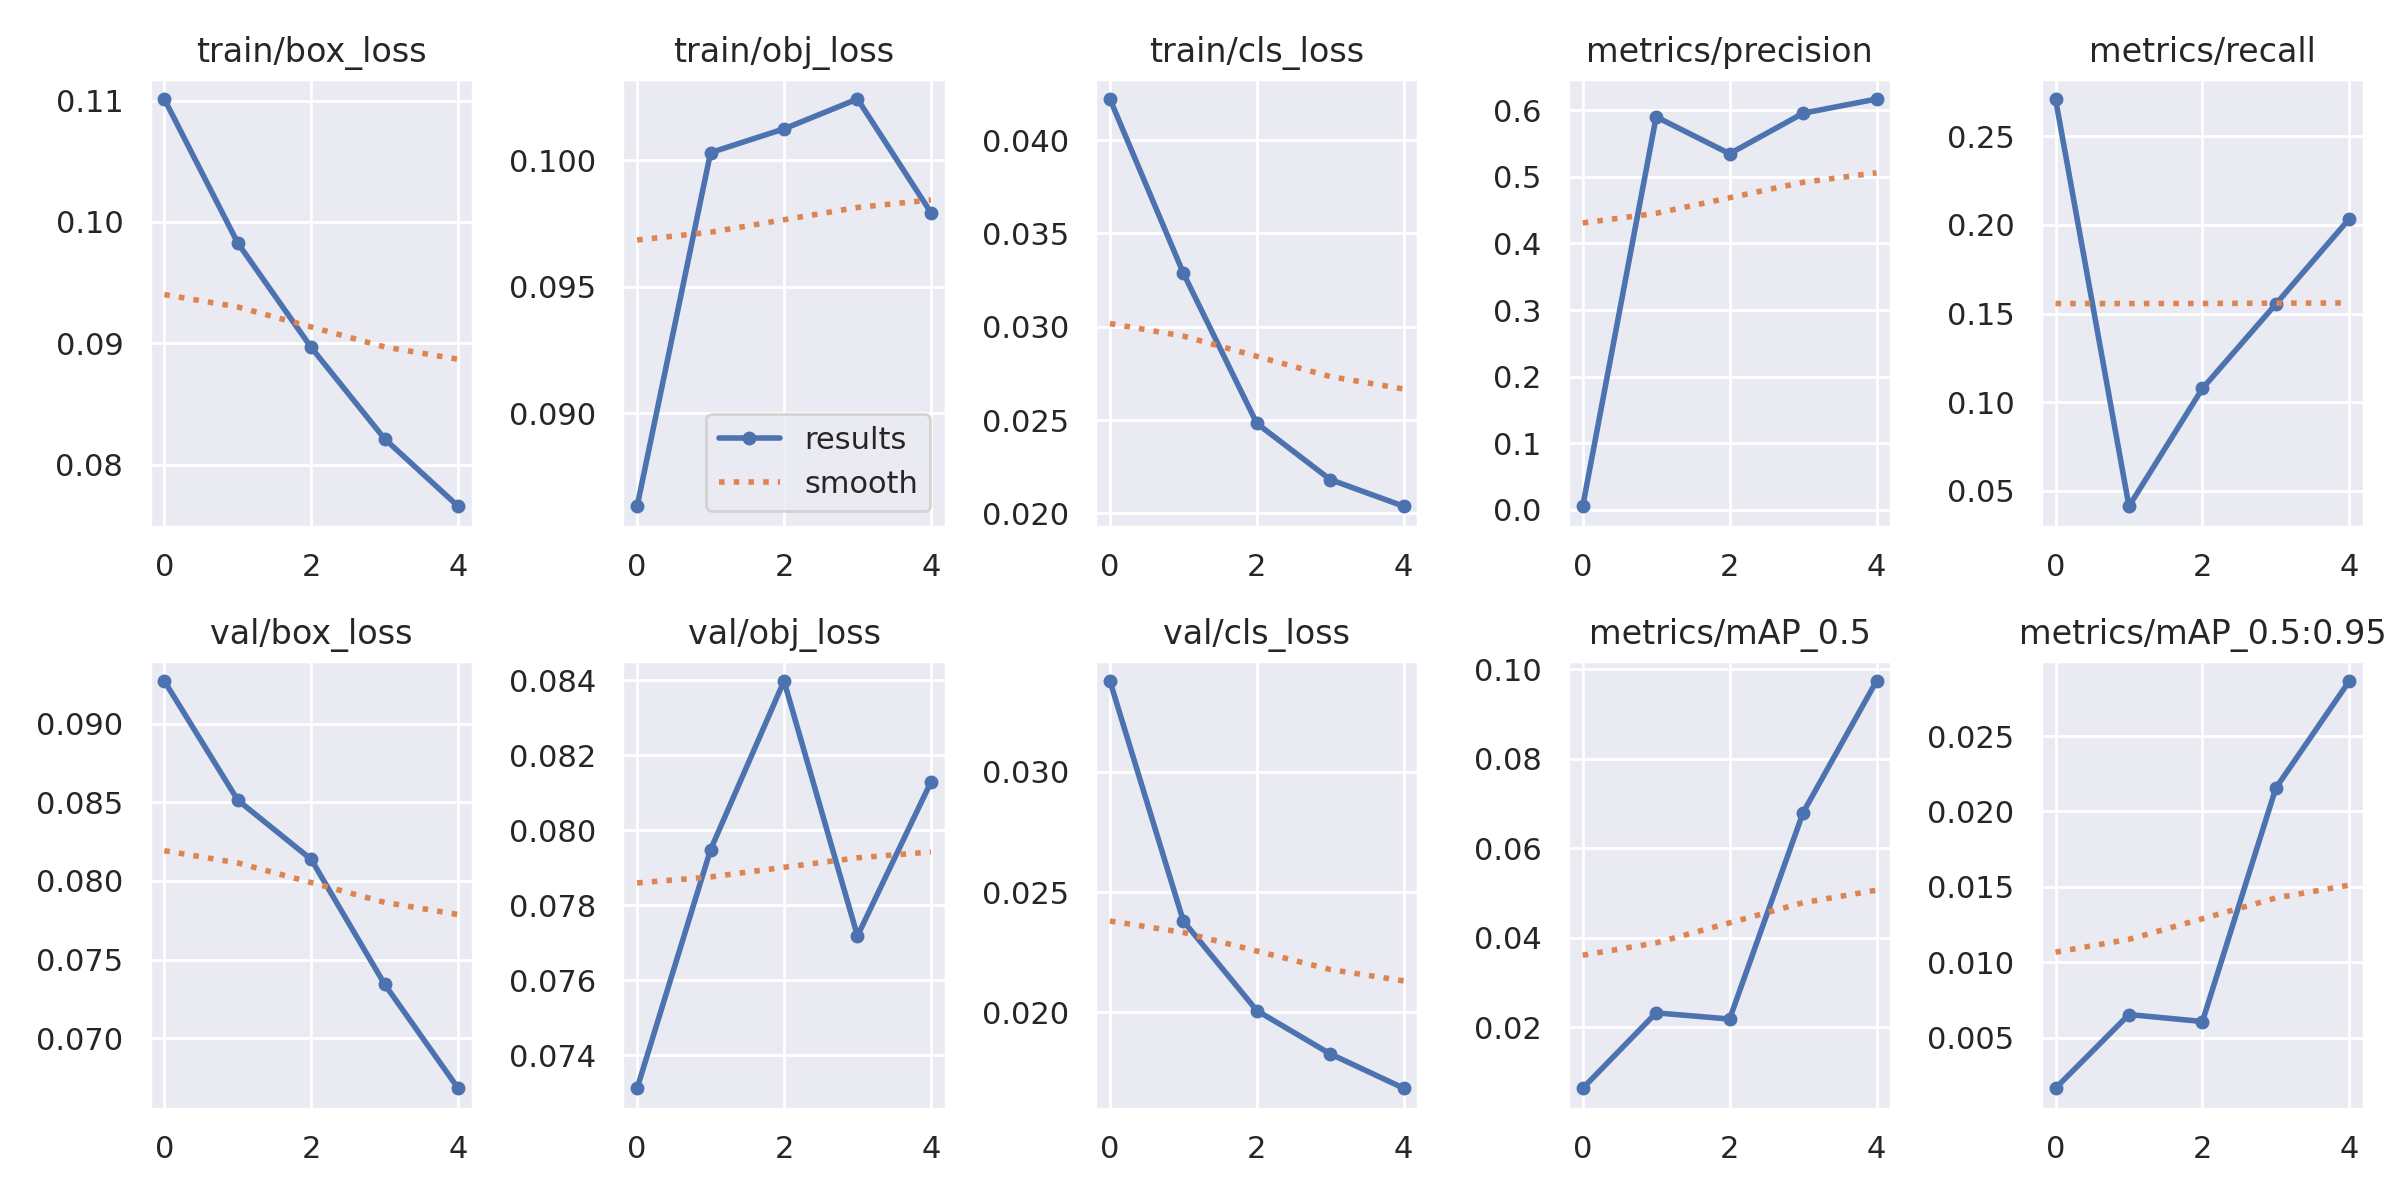 train/box_loss
0.11
0.10
0.09
0.08
0 2 4
train/obj_loss
0.100
0.095
0.090
results
smooth
0 2 4
train/cls_loss
0.040
0.035
0.030
0.025
0.020
0 2 4
metrics/precision
0.6
0.5
0.4
0.3
0.2
0.1
0.0
0 2 4
metrics/recall
0.25
0.20
0.15
0.10
0.05
0 2 4
val/box_loss
0.090
0.085
0.080
0.075
0.070
0 2 4
val/obj_loss
0.084
0.082
0.080
0.078
0.076
0.074
0 2 4
val/cls_loss
0.030
0.025
0.020
0 2 4
metrics/mAP_0.5
0.10
0.08
0.06
0.04
0.02
0 2 4
metrics/mAP_0.5:0.95
0.025
0.020
0.015
0.010
0.005
0 2 4